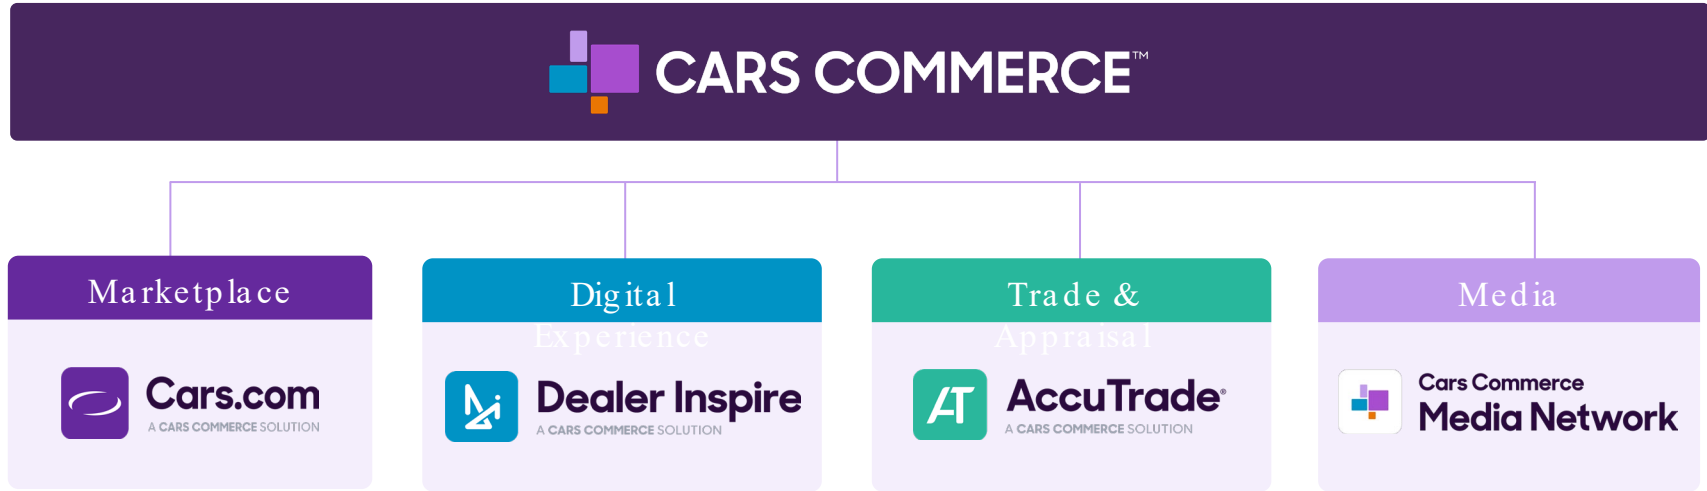 CARS COMMERCE™
Marketplace
Digital
Experience
Trade &
Appraisal
Media
Cars.com
A CARS COMMERCE SOLUTION
Dealer Inspire
A CARS COMMERCE SOLUTION
AT
AccuTrade®
A CARS COMMERCE SOLUTION
Cars Commerce
Media Network